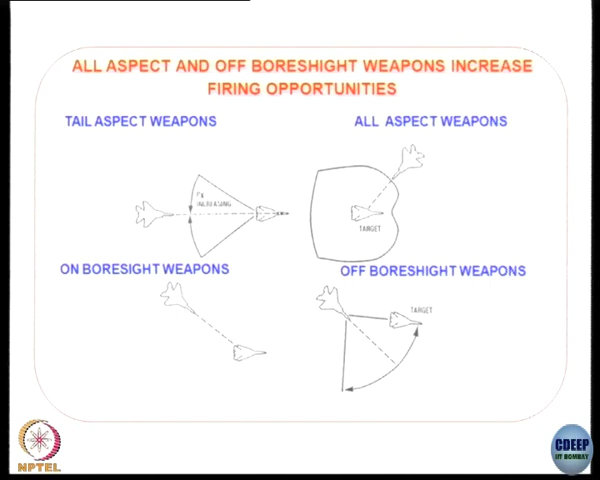 ALL ASPECT AND OFF BORESHIGHT WEAPONS INCREASE
FIRING OPPORTUNITIES
TAIL ASPECT WEAPONS
ALL ASPECT WEAPONS
PK
INCREASING
TARGET
ON BORESIGHT WEAPONS
OFF BORESHIGHT WEAPONS
TARGET
NPTEL
CDEEP
IIT BOMBAY